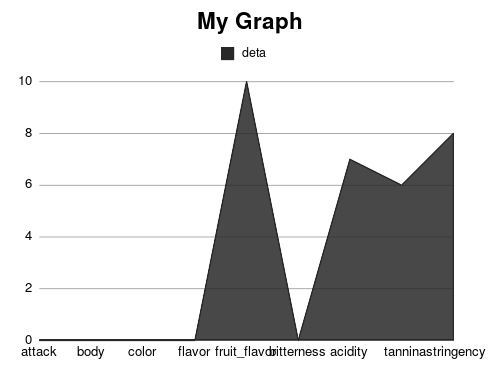 My Graph
deta
10
8
6
4
2
0
attack body color flavor fruit_flavor bitterness acidity tannin astringency